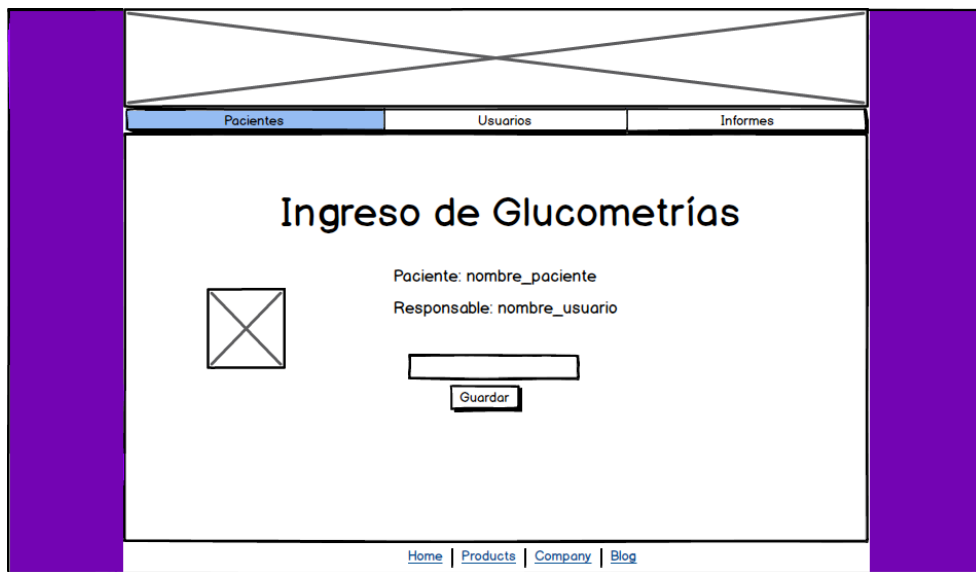 Pacientes Usuarios Informes
Ingreso de Glucometrías
Paciente: nombre_paciente
Responsable: nombre_usuario
Guardar
Home | Products | Company | Blog